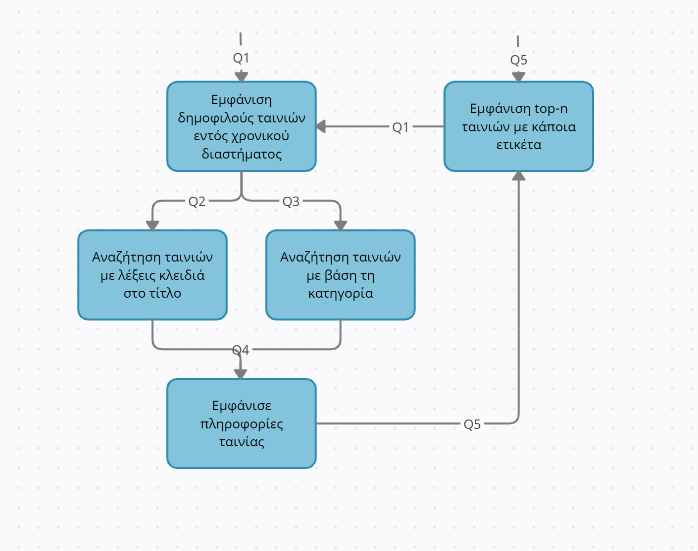 Q1
Q5
Εμφάνιση
δημοφιλούς ταινιών
εντός χρονικού
διαστήματος
Q1
Εμφάνιση top-n
ταινιών με κάποια
ετικέτα
Q2
Q3
Αναζήτηση ταινιών
με λέξεις κλειδιά
στο τίτλο
Αναζήτηση ταινιών
με βάση τη
κατηγορία
Q4
Εμφάνισε
πληροφορίες
ταινίας
Q5